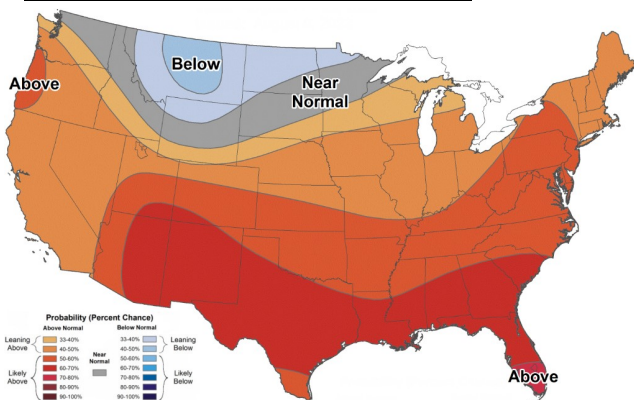 Below
Above
Near
Normal
Above
Probability (Percent Chance)
Above Normal
Below Normal
Leaning
Above
33-40%
40-50%
Likely
Above
50-60%
60-70%
70-80%
80-90%
90-100%
Near
Normal
33-40%
40-50%
Leaning
Below
50-60%
60-70%
70-80%
80-90%
90-100%
Likely
Below